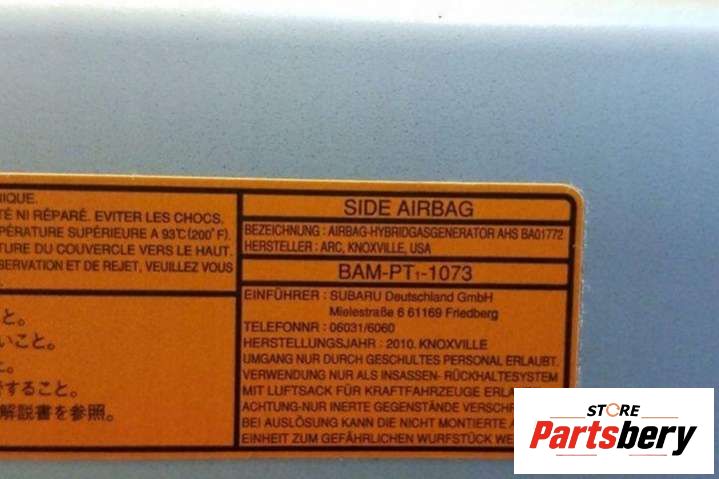 NIQUE.
TÉ NI RÉPARÉ. EVITER LES CHOCS.
PÉRATURE SUPÉRIEURE A 93℃(200°F).
TURE DU COUVERCLE VERS LE HAUT.
SERVATION ET DE REJET, VEUILLEZ VOUS
と。
いこと。
と。
すること。
解説書を参照。
SIDE AIRBAG
BEZEICHNUNG : AIRBAG-HYBRIDGASGENERATOR AHS BA01772
HERSTELLER : ARC, KNOXVILLE, USA
BAM-PT₁-1073
EINFÜHRER : SUBARU Deutschland GmbH
Mielestraße 6 61169 Friedberg
TELEFONNR : 06031/6060
HERSTELLUNGSJAHR : 2010. KNOXVILLE
UMGANG NUR DURCH GESCHULTES PERSONAL ERLAUBT.
VERWENDUNG NUR ALS INSASSEN- RÜCKHALTESYSTEM
MIT LUFTSACK FÜR KRAFTFAHRZEUGE ERL
ACHTUNG-NUR INERTE GEGENSTÄNDE VERSCHR
BEI AUSLÖSUNG KANN DIE NICHT MONTIERTE A
EINHEIT ZUM GEFÄHRLICHEN WURFSTÜCK WE
STORE
Partsbery